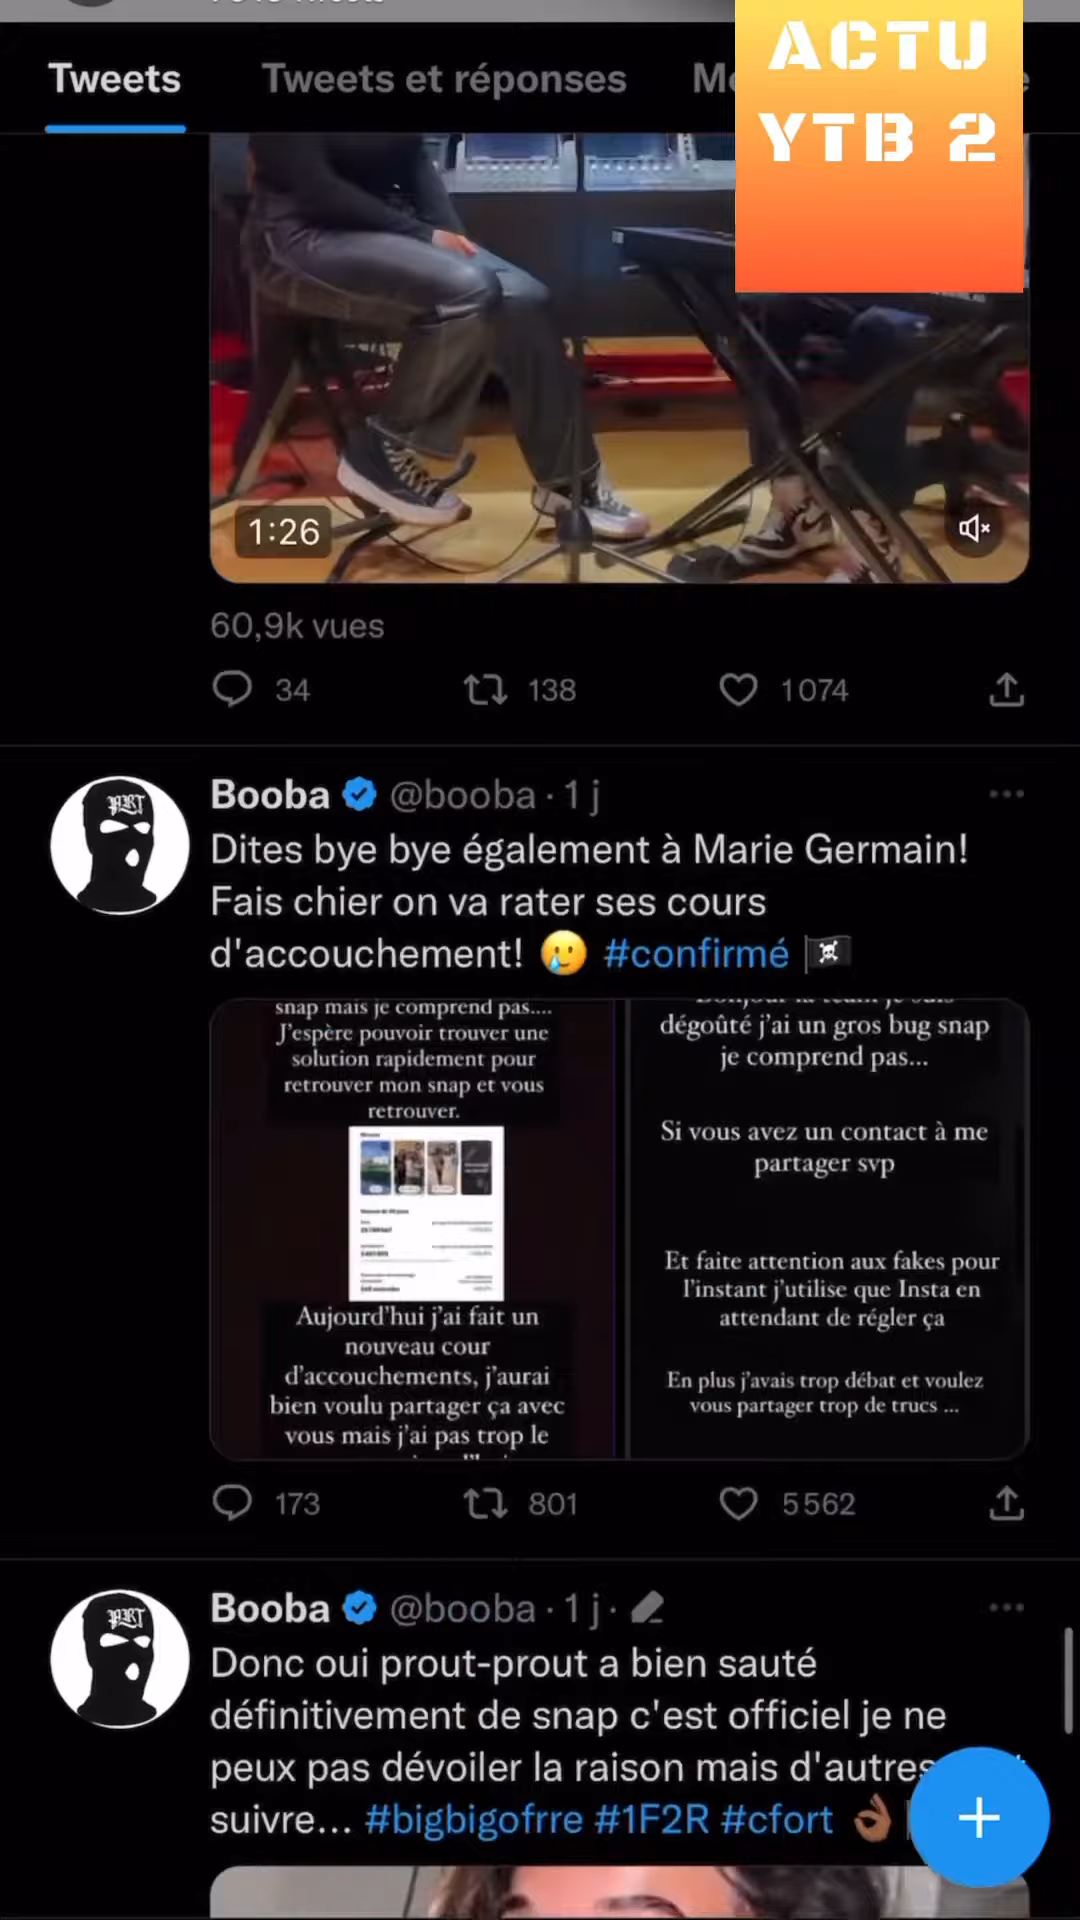 ACTU
YTB 2
Tweets Tweets et réponses
1:26
60,9k vues
34 138 1074
Booba @booba · 1 j
Dites bye bye également à Marie Germain!
Fais chier on va rater ses cours
d'accouchement! 🥲 #confirmé 🏴‍☠️
snap mais je comprend pas....
J'espère pouvoir trouver une
solution rapidement pour
retrouver mon snap et vous
retrouver.
Aujourd'hui j'ai fait un
nouveau cour
d'accouchements, j'aurai
bien voulu partager ça avec
vous mais j'ai pas trop le
dégoûté j'ai un gros bug snap
je comprend pas...
Si vous avez un contact à me
partager svp
Et faite attention aux fakes pour
l'instant j'utilise que Insta en
attendant de régler ça
En plus j'avais trop débat et voulez
vous partager trop de trucs ...
173 801 5562
Booba @booba · 1 j ·
Donc oui prout-prout a bien sauté
définitivement de snap c'est officiel je ne
peux pas dévoiler la raison mais d'autres
suivre... #bigbigofrre #1F2R #cfort 👌🏾